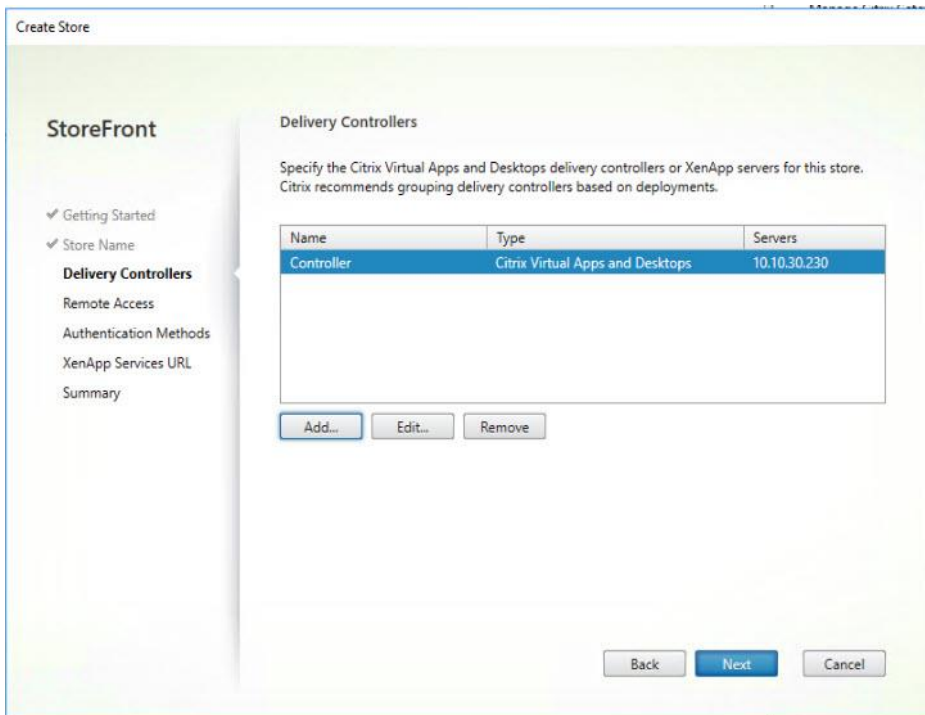 Create Store
StoreFront
Getting Started
Store Name
Delivery Controllers
Remote Access
Authentication Methods
XenApp Services URL
Summary
Delivery Controllers
Specify the Citrix Virtual Apps and Desktops delivery controllers or XenApp servers for this store.
Citrix recommends grouping delivery controllers based on deployments.
Name Type Servers
Controller Citrix Virtual Apps and Desktops 10.10.30.230
Add... Edit... Remove
Back Next Cancel